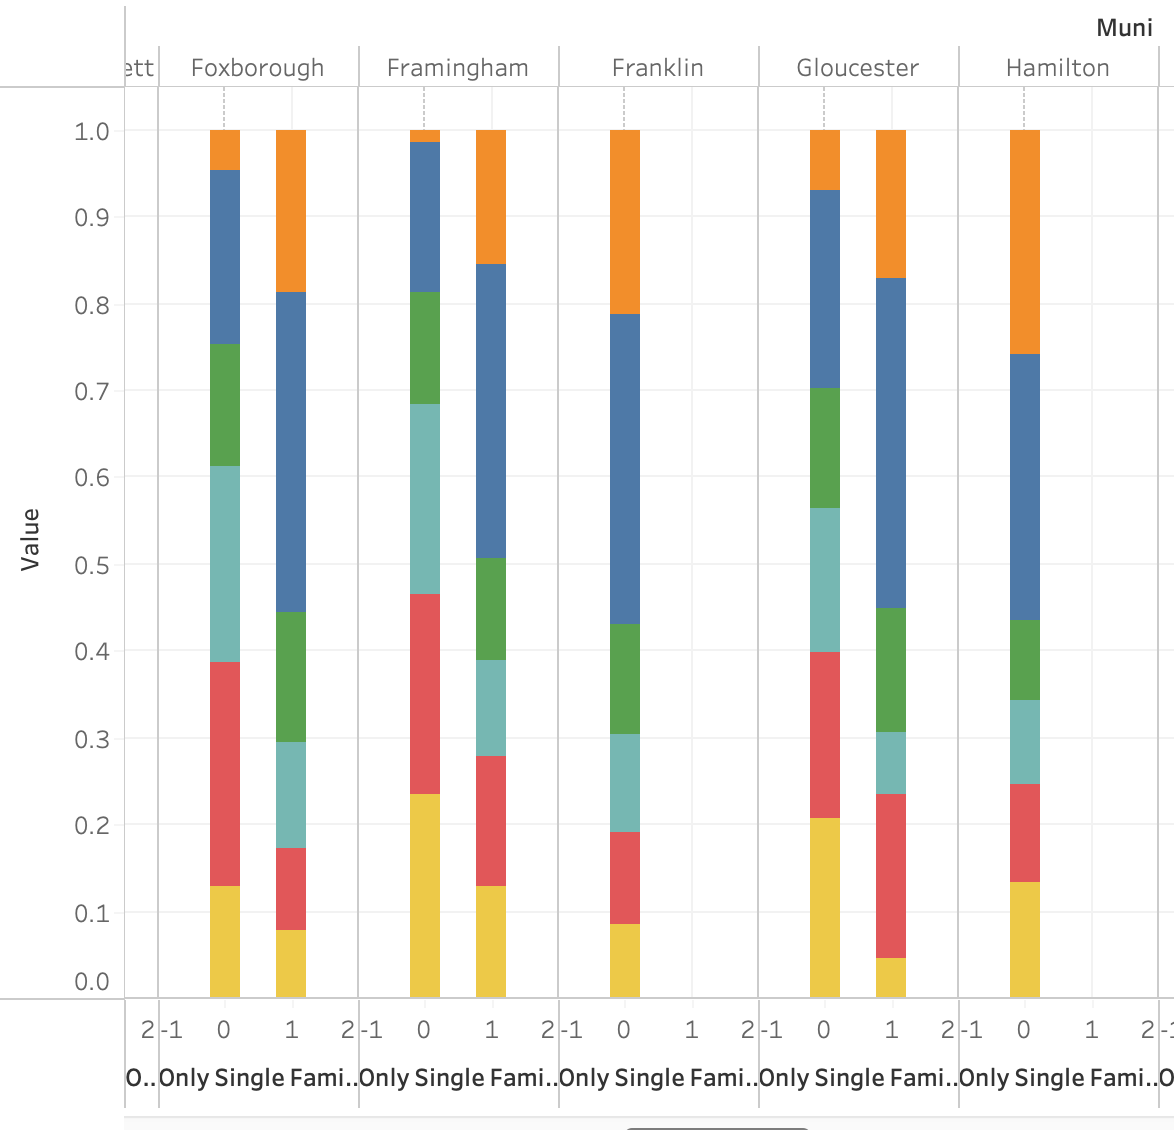 Muni
ett Foxborough Framingham Franklin Gloucester Hamilton
1.0
0.9
0.8
0.7
0.6
0.5
0.4
0.3
0.2
0.1
0.0
Value
2 -1 0 1 2 -1 0 1 2 -1 0 1 2 -1 0 1 2 -1 0 1 2 -1
O.. Only Single Fami.. Only Single Fami.. Only Single Fami.. Only Single Fami.. Only Single Fami.. O